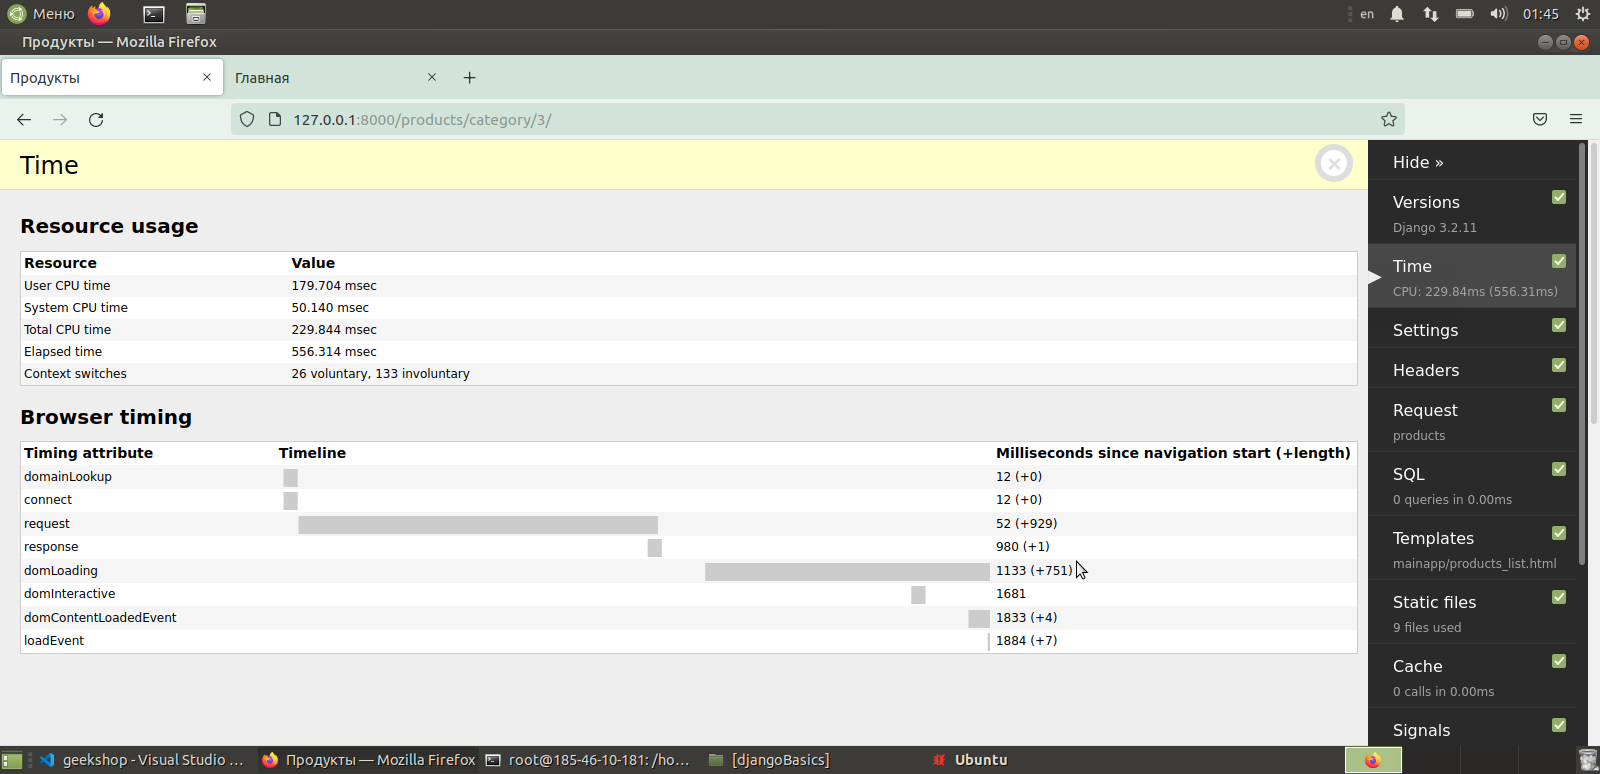 Меню
en
01:45
Продукты — Mozilla Firefox
Продукты
Главная
127.0.0.1:8000/products/category/3/
Time
Resource usage
Resource Value
User CPU time 179.704 msec
System CPU time 50.140 msec
Total CPU time 229.844 msec
Elapsed time 556.314 msec
Context switches 26 voluntary, 133 involuntary
Browser timing
Timing attribute Timeline Milliseconds since navigation start (+length)
domainLookup 12 (+0)
connect 12 (+0)
request 52 (+929)
response 980 (+1)
domLoading 1133 (+751)
domInteractive 1681
domContentLoadedEvent 1833 (+4)
loadEvent 1884 (+7)
Hide »
Versions
Django 3.2.11
Time
CPU: 229.84ms (556.31ms)
Settings
Headers
Request
products
SQL
0 queries in 0.00ms
Templates
mainapp/products_list.html
Static files
9 files used
Cache
0 calls in 0.00ms
Signals
geekshop - Visual Studio ...
Продукты — Mozilla Firefox
root@185-46-10-181: /ho...
[djangoBasics]
Ubuntu